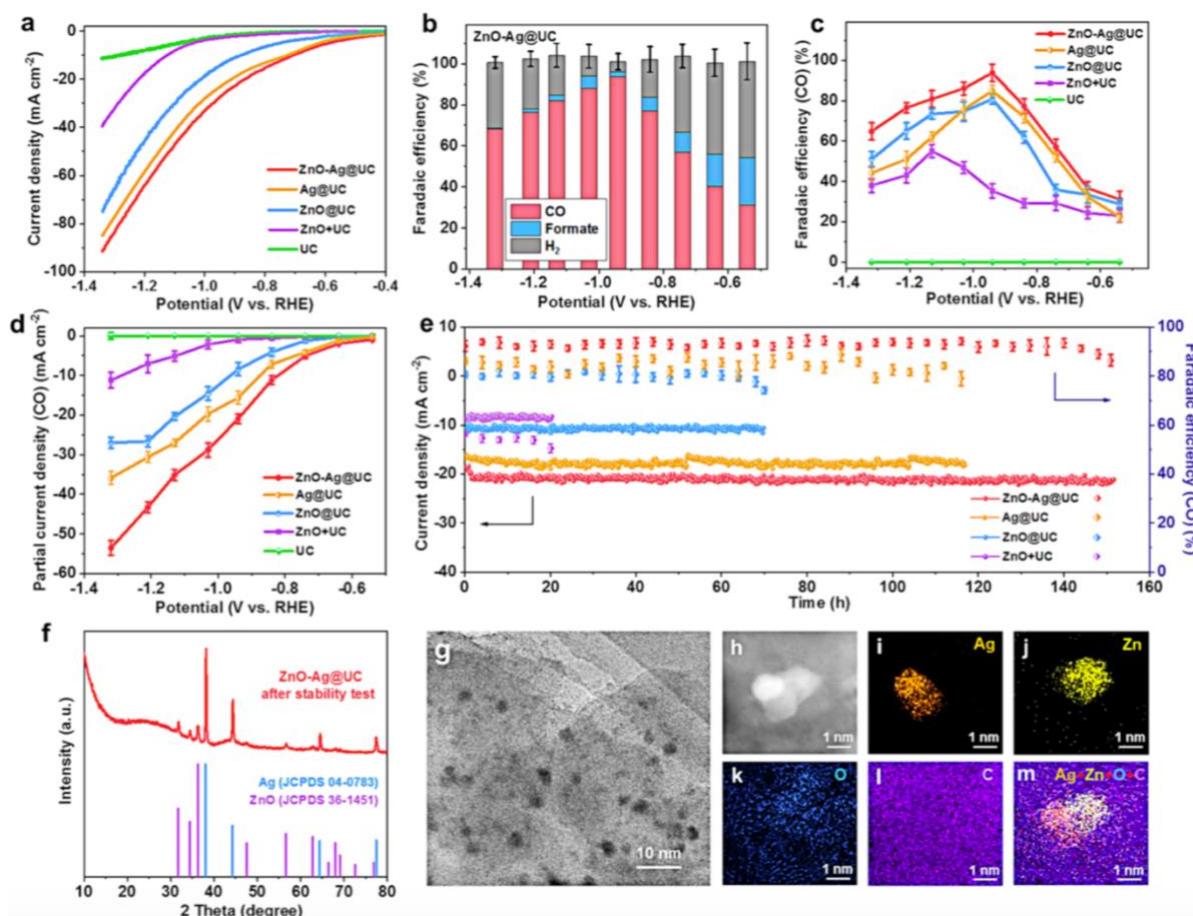 a
0
-20
-40
-60
-80
-100
-1.4 -1.2 -1.0 -0.8 -0.6 -0.4
Current density (mA cm⁻²)
Potential (V vs. RHE)
ZnO-Ag@UC
Ag@UC
ZnO@UC
ZnO+UC
UC
b
ZnO-Ag@UC
100
80
60
40
20
0
-1.4 -1.2 -1.0 -0.8 -0.6
Faradaic efficiency (%)
Potential (V vs. RHE)
CO
Formate
H₂
c
100
80
60
40
20
0
-1.4 -1.2 -1.0 -0.8 -0.6
Faradaic efficiency (CO) (%)
Potential (V vs. RHE)
ZnO-Ag@UC
Ag@UC
ZnO@UC
ZnO+UC
UC
d
0
-10
-20
-30
-40
-50
-60
-1.4 -1.2 -1.0 -0.8 -0.6
Partial current density (CO) (mA cm⁻²)
Potential (V vs. RHE)
ZnO-Ag@UC
Ag@UC
ZnO@UC
ZnO+UC
UC
e
10
0
-10
-20
-30
-40
0 20 40 60 80 100 120 140 160
100
80
60
40
20
0
Current density (mA cm⁻²)
Time (h)
Faradaic efficiency (CO) (%)
ZnO-Ag@UC
Ag@UC
ZnO@UC
ZnO+UC
f
ZnO-Ag@UC
after stability test
Ag (JCPDS 04-0783)
ZnO (JCPDS 36-1451)
Intensity (a.u.)
10 20 30 40 50 60 70 80
2 Theta (degree)
g
10 nm
h
1 nm
i
Ag
1 nm
j
Zn
1 nm
k
O
1 nm
l
C
1 nm
m
Ag+Zn+O+C
1 nm